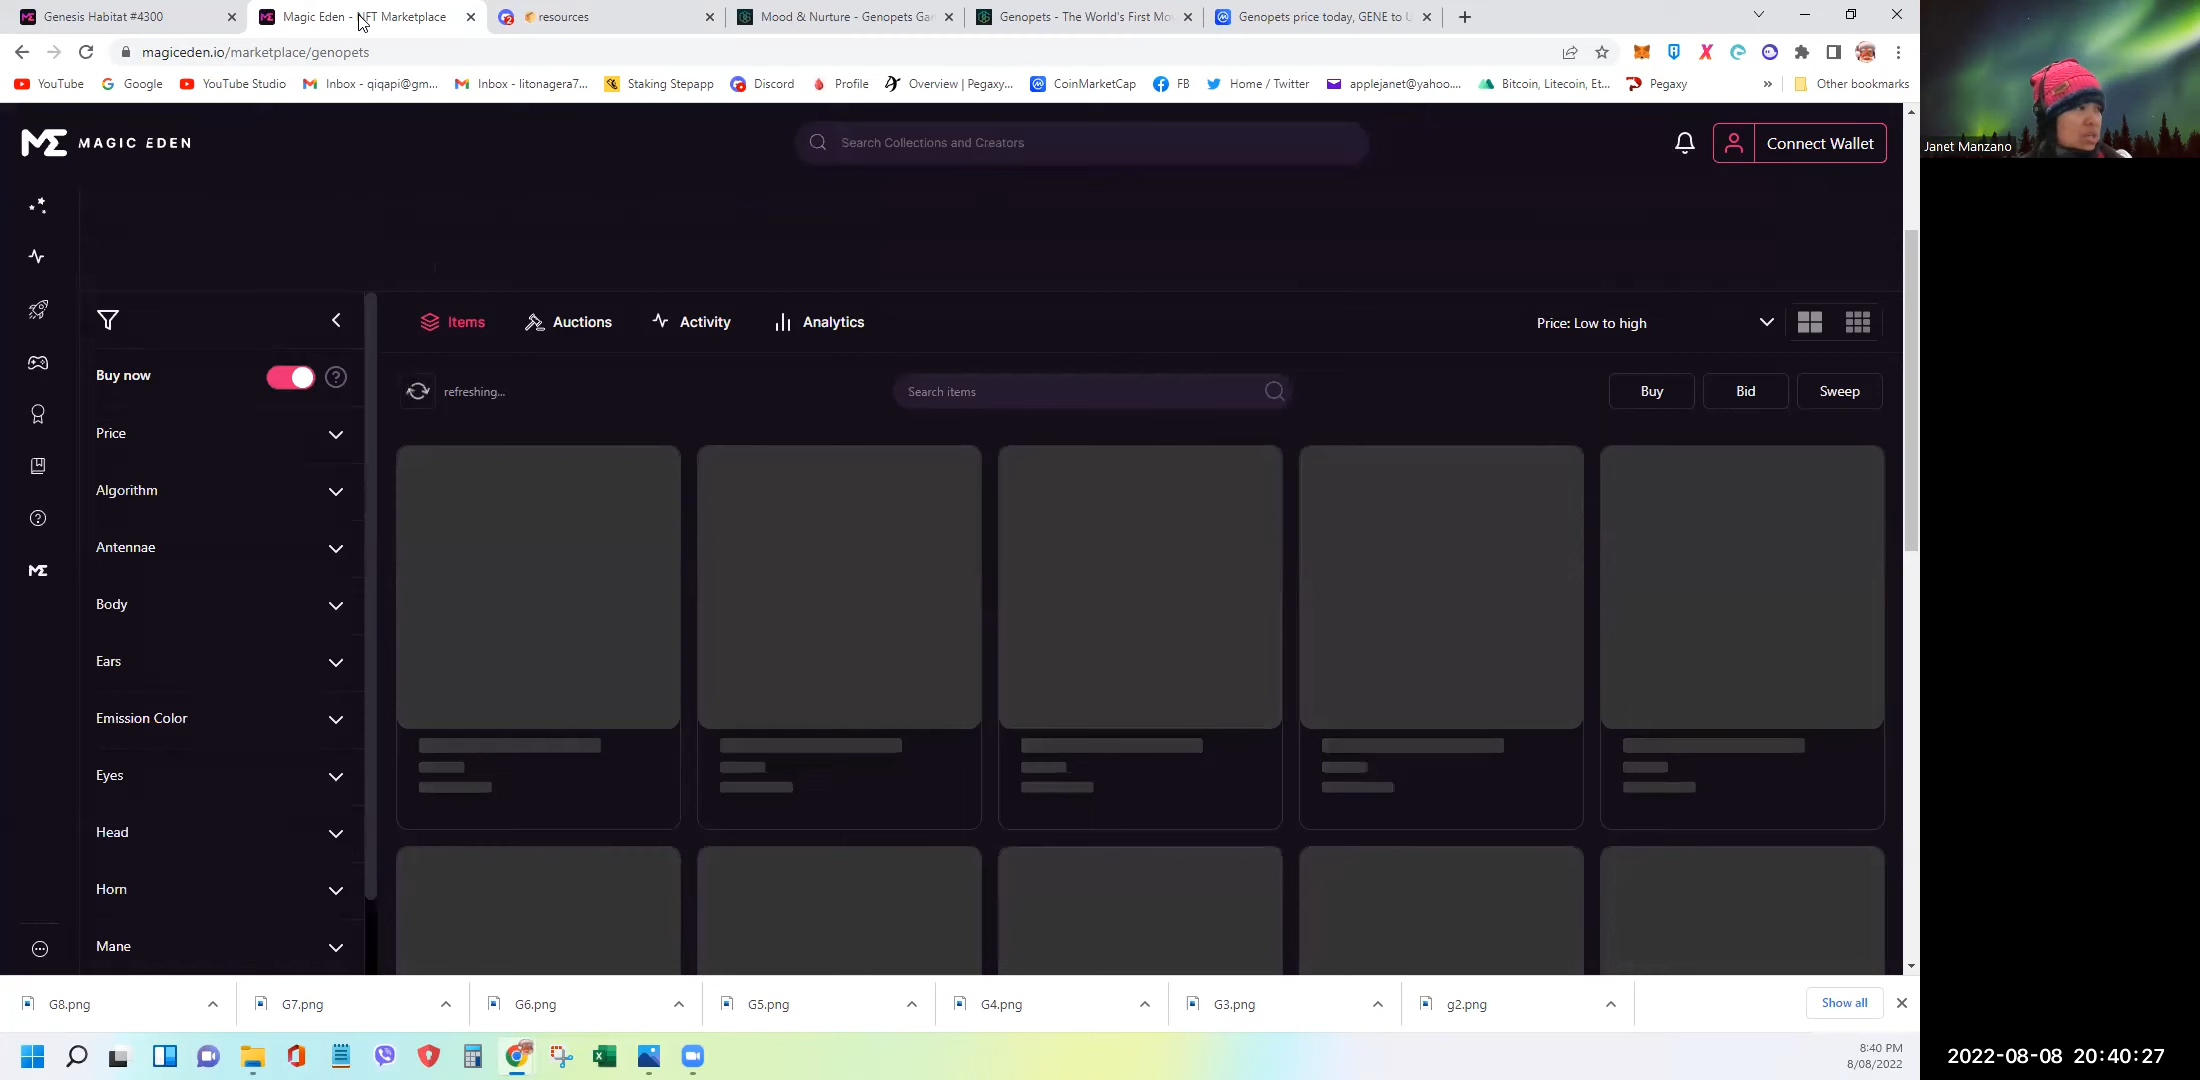 Genesis Habitat #4300
Magic Eden - NFT Marketplace
resources
Mood & Nurture - Genopets Ga
Genopets - The World's First Mo
Genopets price today, GENE to U
magiceden.io/marketplace/genopets
YouTube
Google
YouTube Studio
Inbox - qiqapi@gm...
Inbox - litonagera7...
Staking Stepapp
Discord
Profile
Overview | Pegaxy...
CoinMarketCap
FB
Home / Twitter
applejanet@yahoo....
Bitcoin, Litecoin, Et...
Pegaxy
Other bookmarks
Janet Manzano
MAGIC EDEN
Search Collections and Creators
Connect Wallet
Items
Auctions
Activity
Analytics
Price: Low to high
Buy now
refreshing...
Search items
Buy
Bid
Sweep
Price
Algorithm
Antennae
Body
Ears
Emission Color
Eyes
Head
Horn
Mane
G8.png
G7.png
G6.png
G5.png
G4.png
G3.png
g2.png
Show all
8:40 PM
8/08/2022
2022-08-08 20:40:27